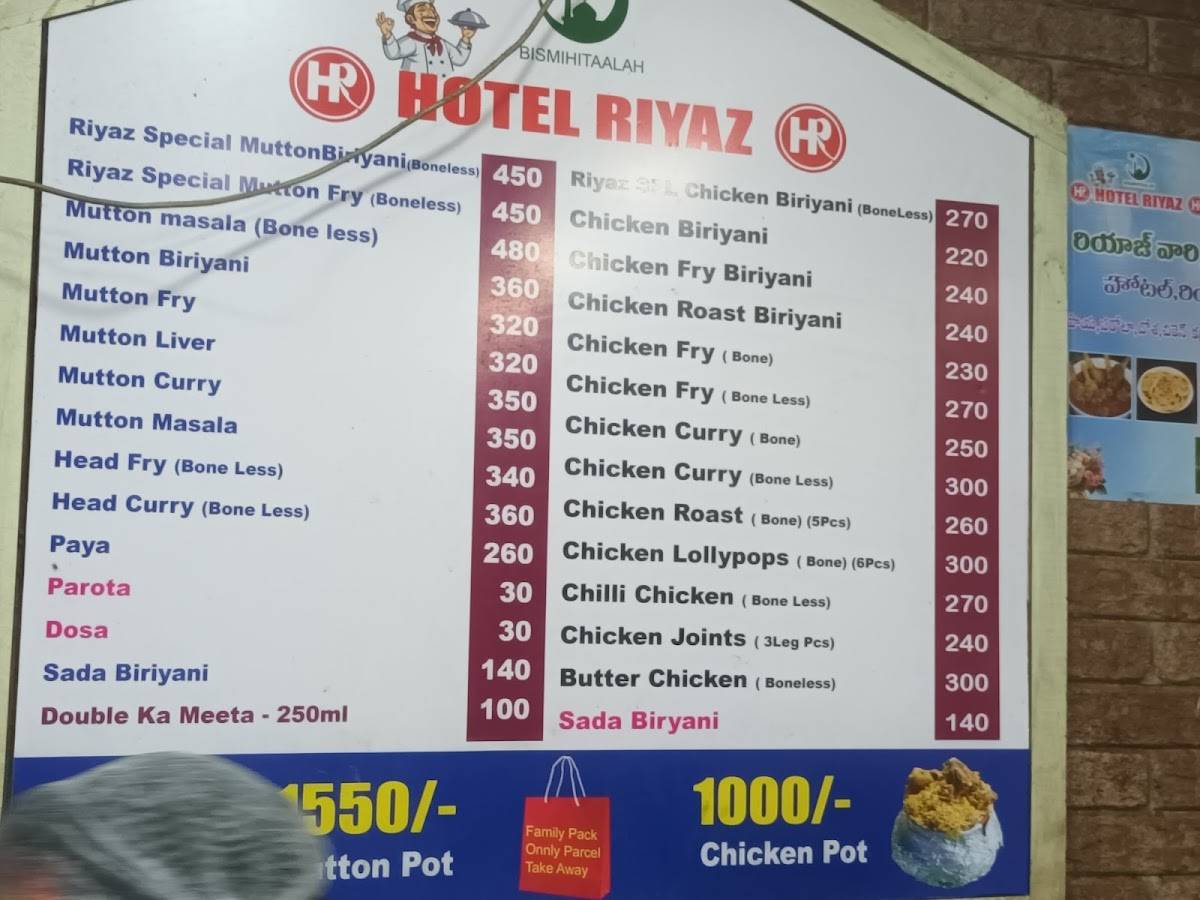 BISMIHITAALAH
HR HOTEL RIYAZ HR
Riyaz Special MuttonBiriyani(Boneless) 450
Riyaz Special Mutton Fry (Boneless) 450
Mutton masala (Bone less) 480
Mutton Biriyani 360
Mutton Fry 320
Mutton Liver 320
Mutton Curry 350
Mutton Masala 350
Head Fry (Bone Less) 340
Head Curry (Bone Less) 360
Paya 260
Parota 30
Dosa 30
Sada Biriyani 140
Double Ka Meeta - 250ml 100
Riyaz SPL Chicken Biriyani (BoneLess) 270
Chicken Biriyani 220
Chicken Fry Biriyani 240
Chicken Roast Biriyani 240
Chicken Fry ( Bone) 230
Chicken Fry ( Bone Less) 270
Chicken Curry ( Bone) 250
Chicken Curry (Bone Less) 300
Chicken Roast ( Bone) (5Pcs) 260
Chicken Lollypops ( Bone) (6Pcs) 300
Chilli Chicken ( Bone Less) 270
Chicken Joints ( 3Leg Pcs) 240
Butter Chicken ( Boneless) 300
Sada Biryani 140
1550/-
Pot
Family Pack
Onnly Parcel
Take Away
1000/-
Chicken Pot
HR HOTEL RIYAZ
రియాజ్ వారి
హోటల్,